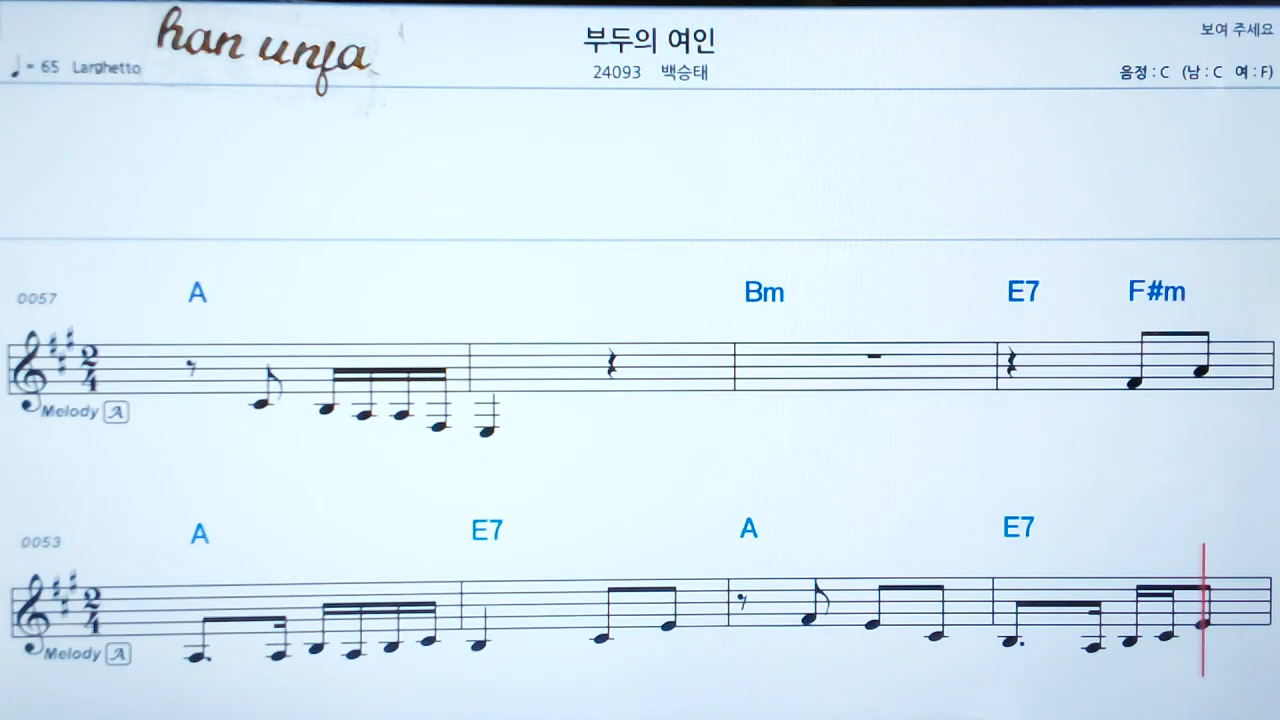 han unfa
부두의 여인
보여 주세요
♩= 65 Larghetto
24093 백승태
음정 : C (남 : C 여 : F)
0057
A Bm E7 F#m
2
4
Melody A
0053
A E7 A E7
2
4
Melody A